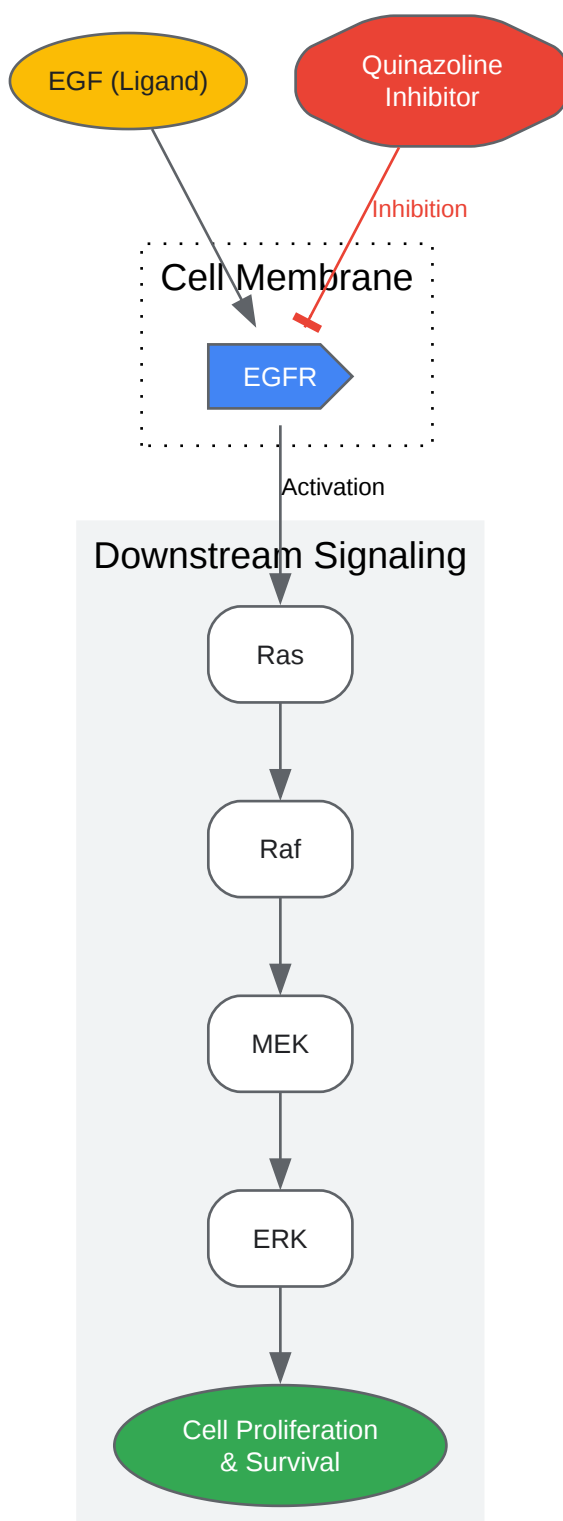 EGF (Ligand)
Quinazoline
Inhibitor
Inhibition
Cell Membrane
EGFR
Activation
Downstream Signaling
Ras
Raf
MEK
ERK
Cell Proliferation
& Survival